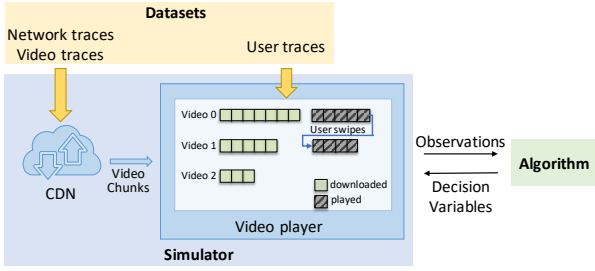 Datasets
Network traces
Video traces
User traces
Video 0
User swipes
Video 1
Video 2
downloaded
played
Video player
CDN
Video
Chunks
Simulator
Observations
Decision
Variables
Algorithm